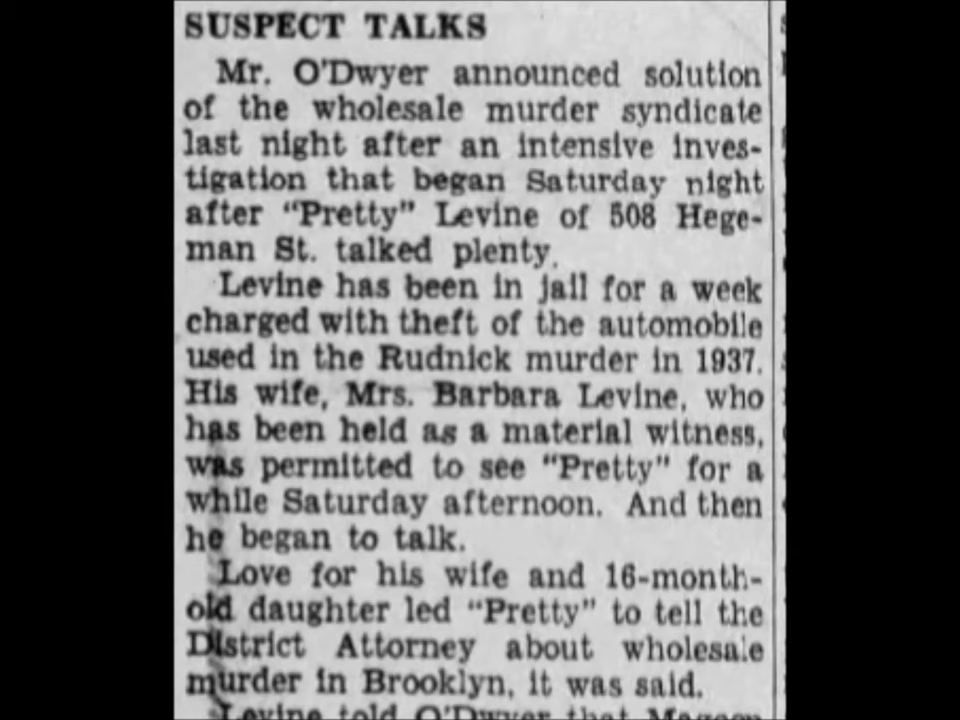 SUSPECT TALKS
Mr. O'Dwyer announced solution
of the wholesale murder syndicate
last night after an intensive inves-
tigation that began Saturday night
after "Pretty" Levine of 508 Hege-
man St. talked plenty.
Levine has been in jail for a week
charged with theft of the automobile
used in the Rudnick murder in 1937.
His wife, Mrs. Barbara Levine, who
has been held as a material witness,
was permitted to see "Pretty" for a
while Saturday afternoon. And then
he began to talk.
Love for his wife and 16-month-
old daughter led "Pretty" to tell the
District Attorney about wholesale
murder in Brooklyn, it was said.
Levine told O'Dwyer that